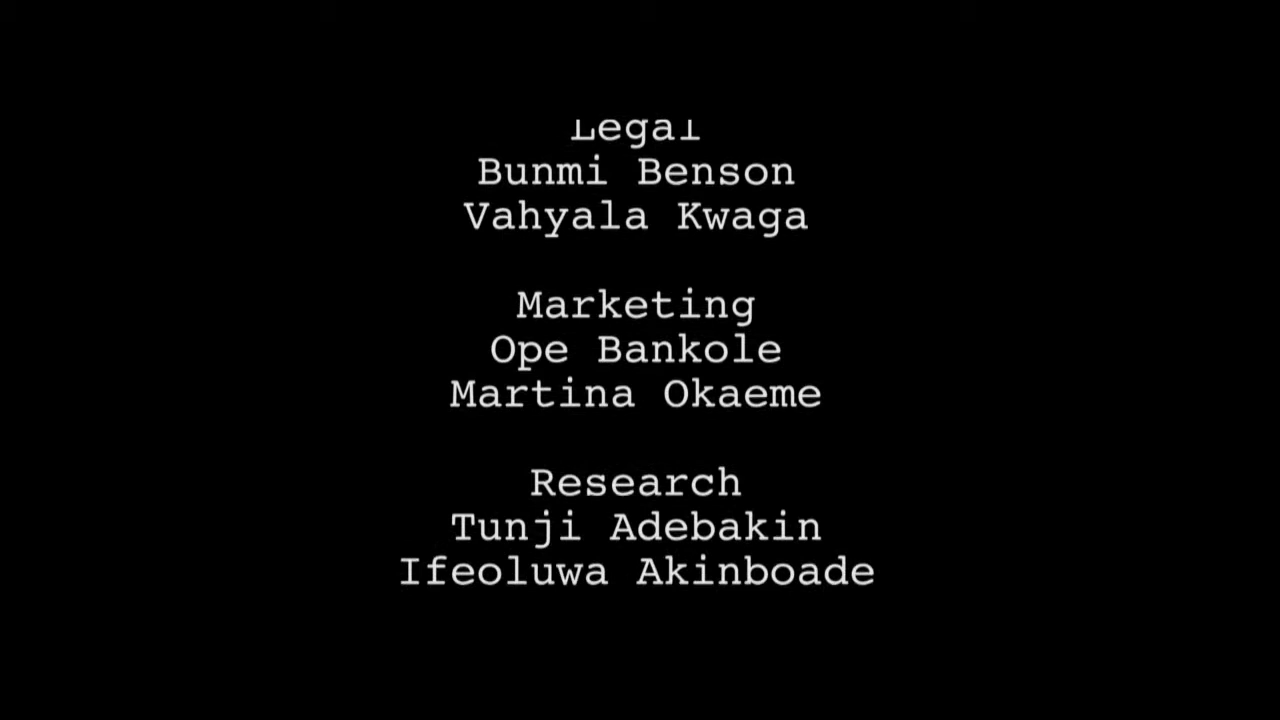 Legal
Bunmi Benson
Vahyala Kwaga
Marketing
Ope Bankole
Martina Okaeme
Research
Tunji Adebakin
Ifeoluwa Akinboade